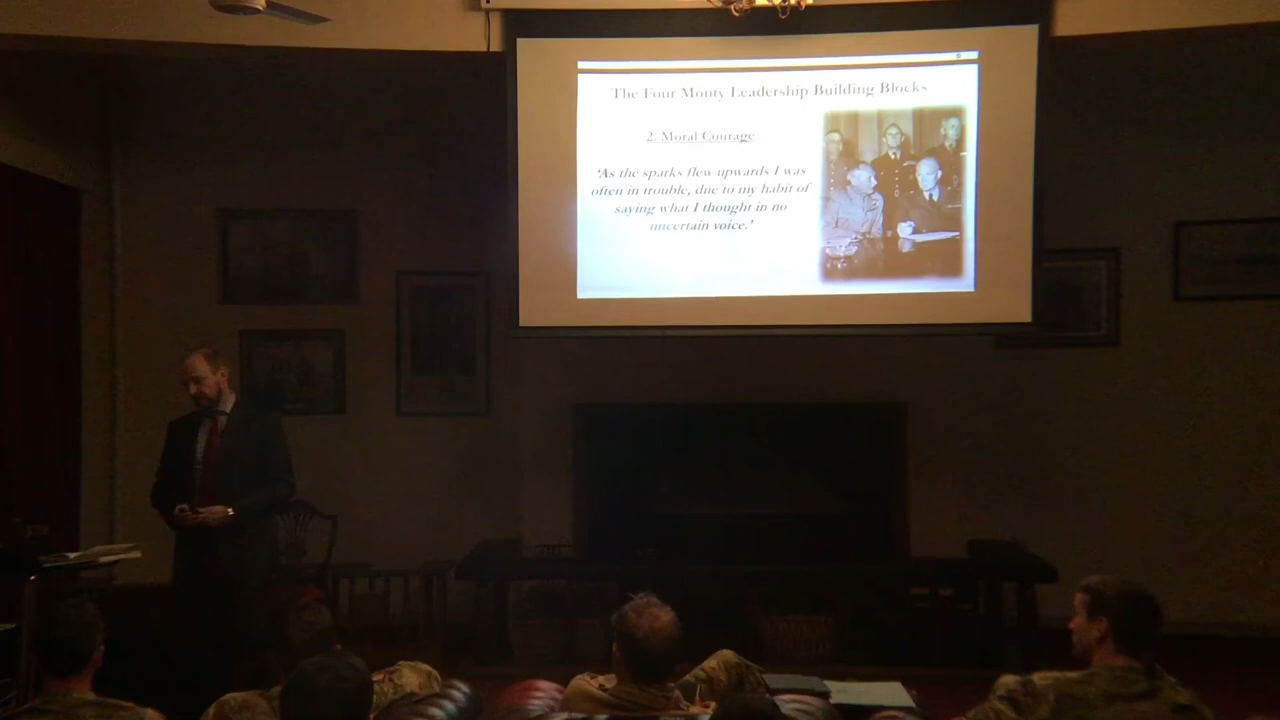 The Four Monty Leadership Building Blocks
2. Moral Courage
'As the sparks flew upwards I was
often in trouble, due to my habit of
saying what I thought in no
uncertain voice.'